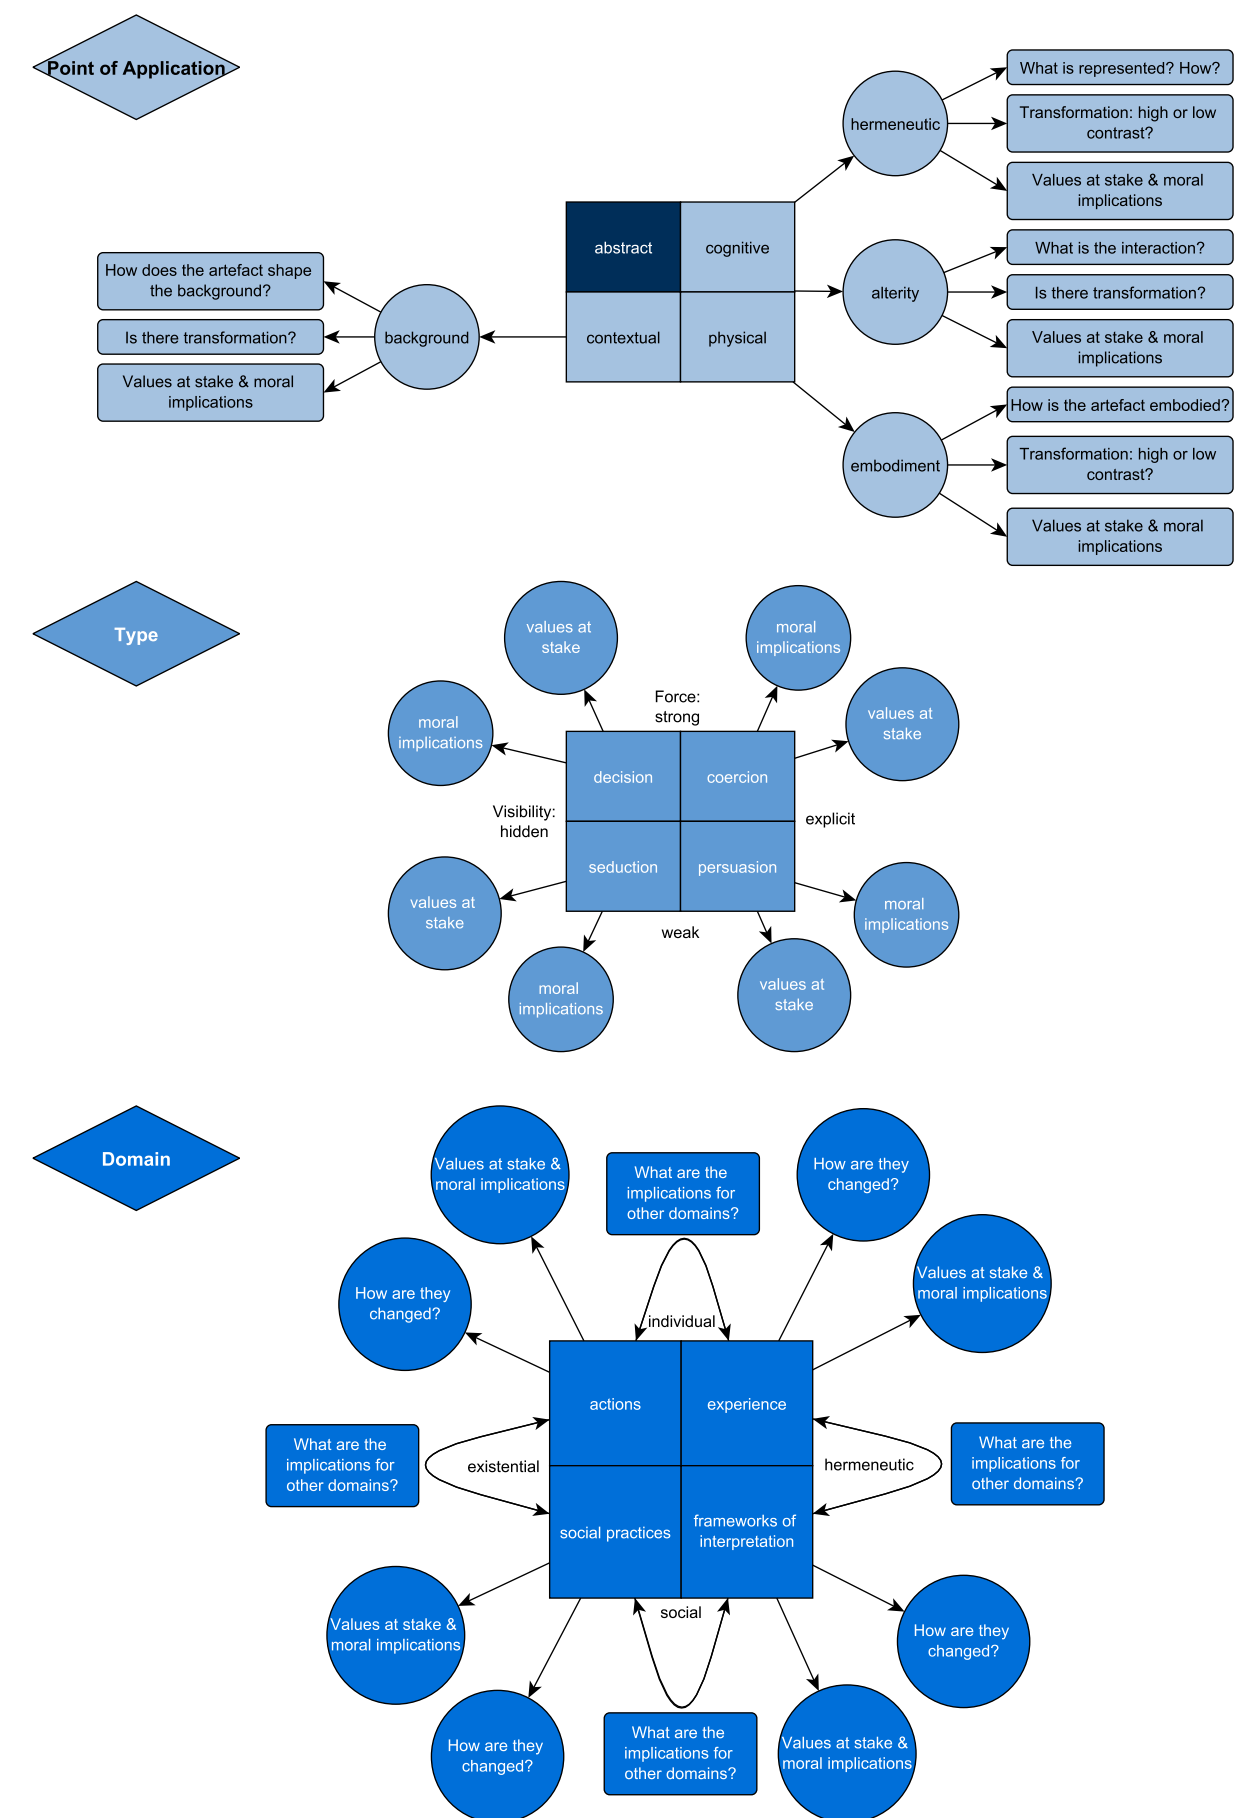 Point of Application
What is represented? How?
hermeneutic
Transformation: high or low
contrast?
Values at stake & moral
implications
abstract
cognitive
contextual
physical
What is the interaction?
alterity
Is there transformation?
Values at stake & moral
implications
How does the artefact shape
the background?
background
Is there transformation?
Values at stake & moral
implications
How is the artefact embodied?
embodiment
Transformation: high or low
contrast?
Values at stake & moral
implications
Type
values at
stake
moral
implications
moral
implications
Force:
strong
values at
stake
decision
coercion
Visibility:
hidden
explicit
seduction
persuasion
values at
stake
weak
moral
implications
moral
implications
values at
stake
Domain
Values at stake &
moral implications
What are the
implications for
other domains?
How are they
changed?
How are they
changed?
individual
Values at stake &
moral implications
actions
experience
What are the
implications for
other domains?
existential
hermeneutic
What are the
implications for
other domains?
social practices
frameworks of
interpretation
Values at stake &
moral implications
social
How are they
changed?
How are they
changed?
What are the
implications for
other domains?
Values at stake &
moral implications